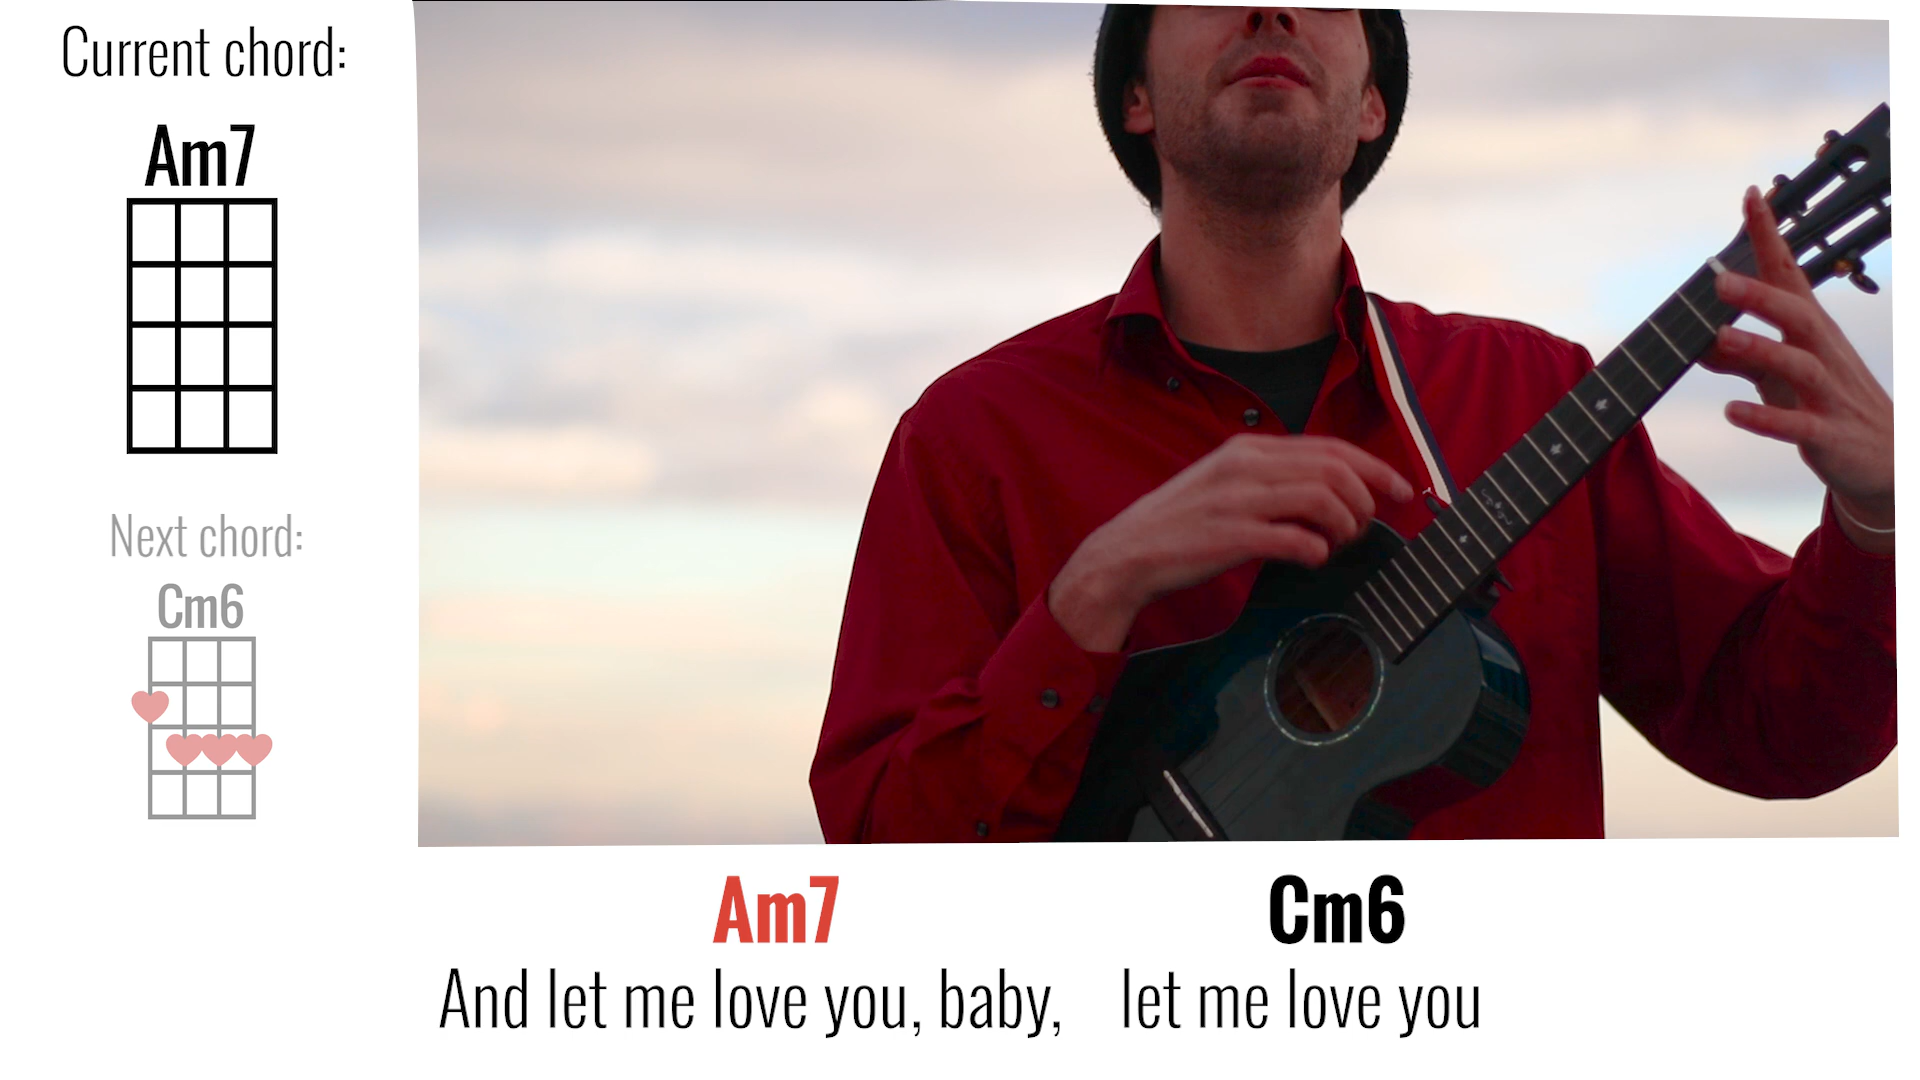 Current chord:
Am7
Next chord:
Cm6
Am7 Cm6
And let me love you, baby, let me love you